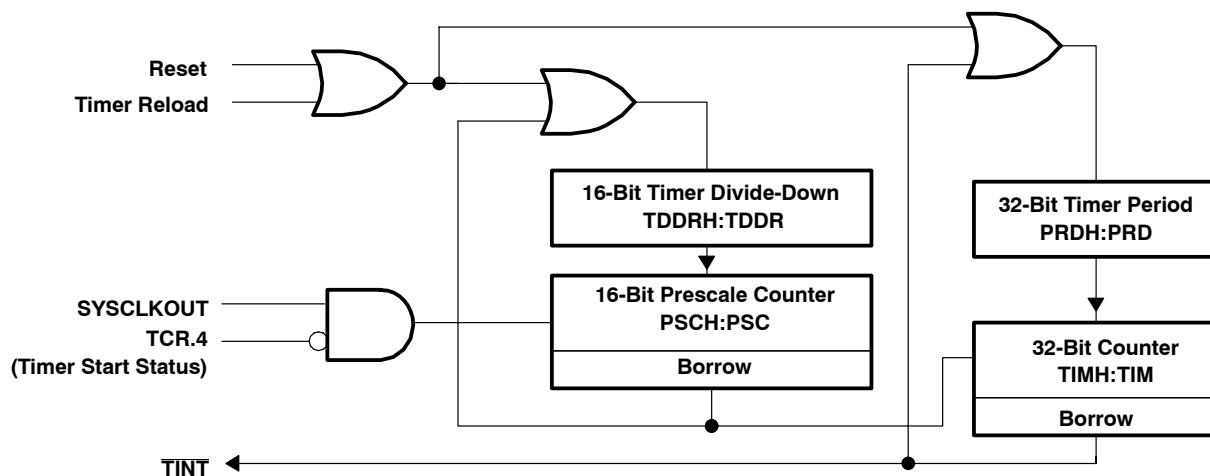 Reset
Timer Reload
16-Bit Timer Divide-Down
TDDRH:TDDR
32-Bit Timer Period
PRDH:PRD
SYSCLKOUT
TCR.4
(Timer Start Status)
16-Bit Prescale Counter
PSCH:PSC
Borrow
32-Bit Counter
TIMH:TIM
Borrow
TINT